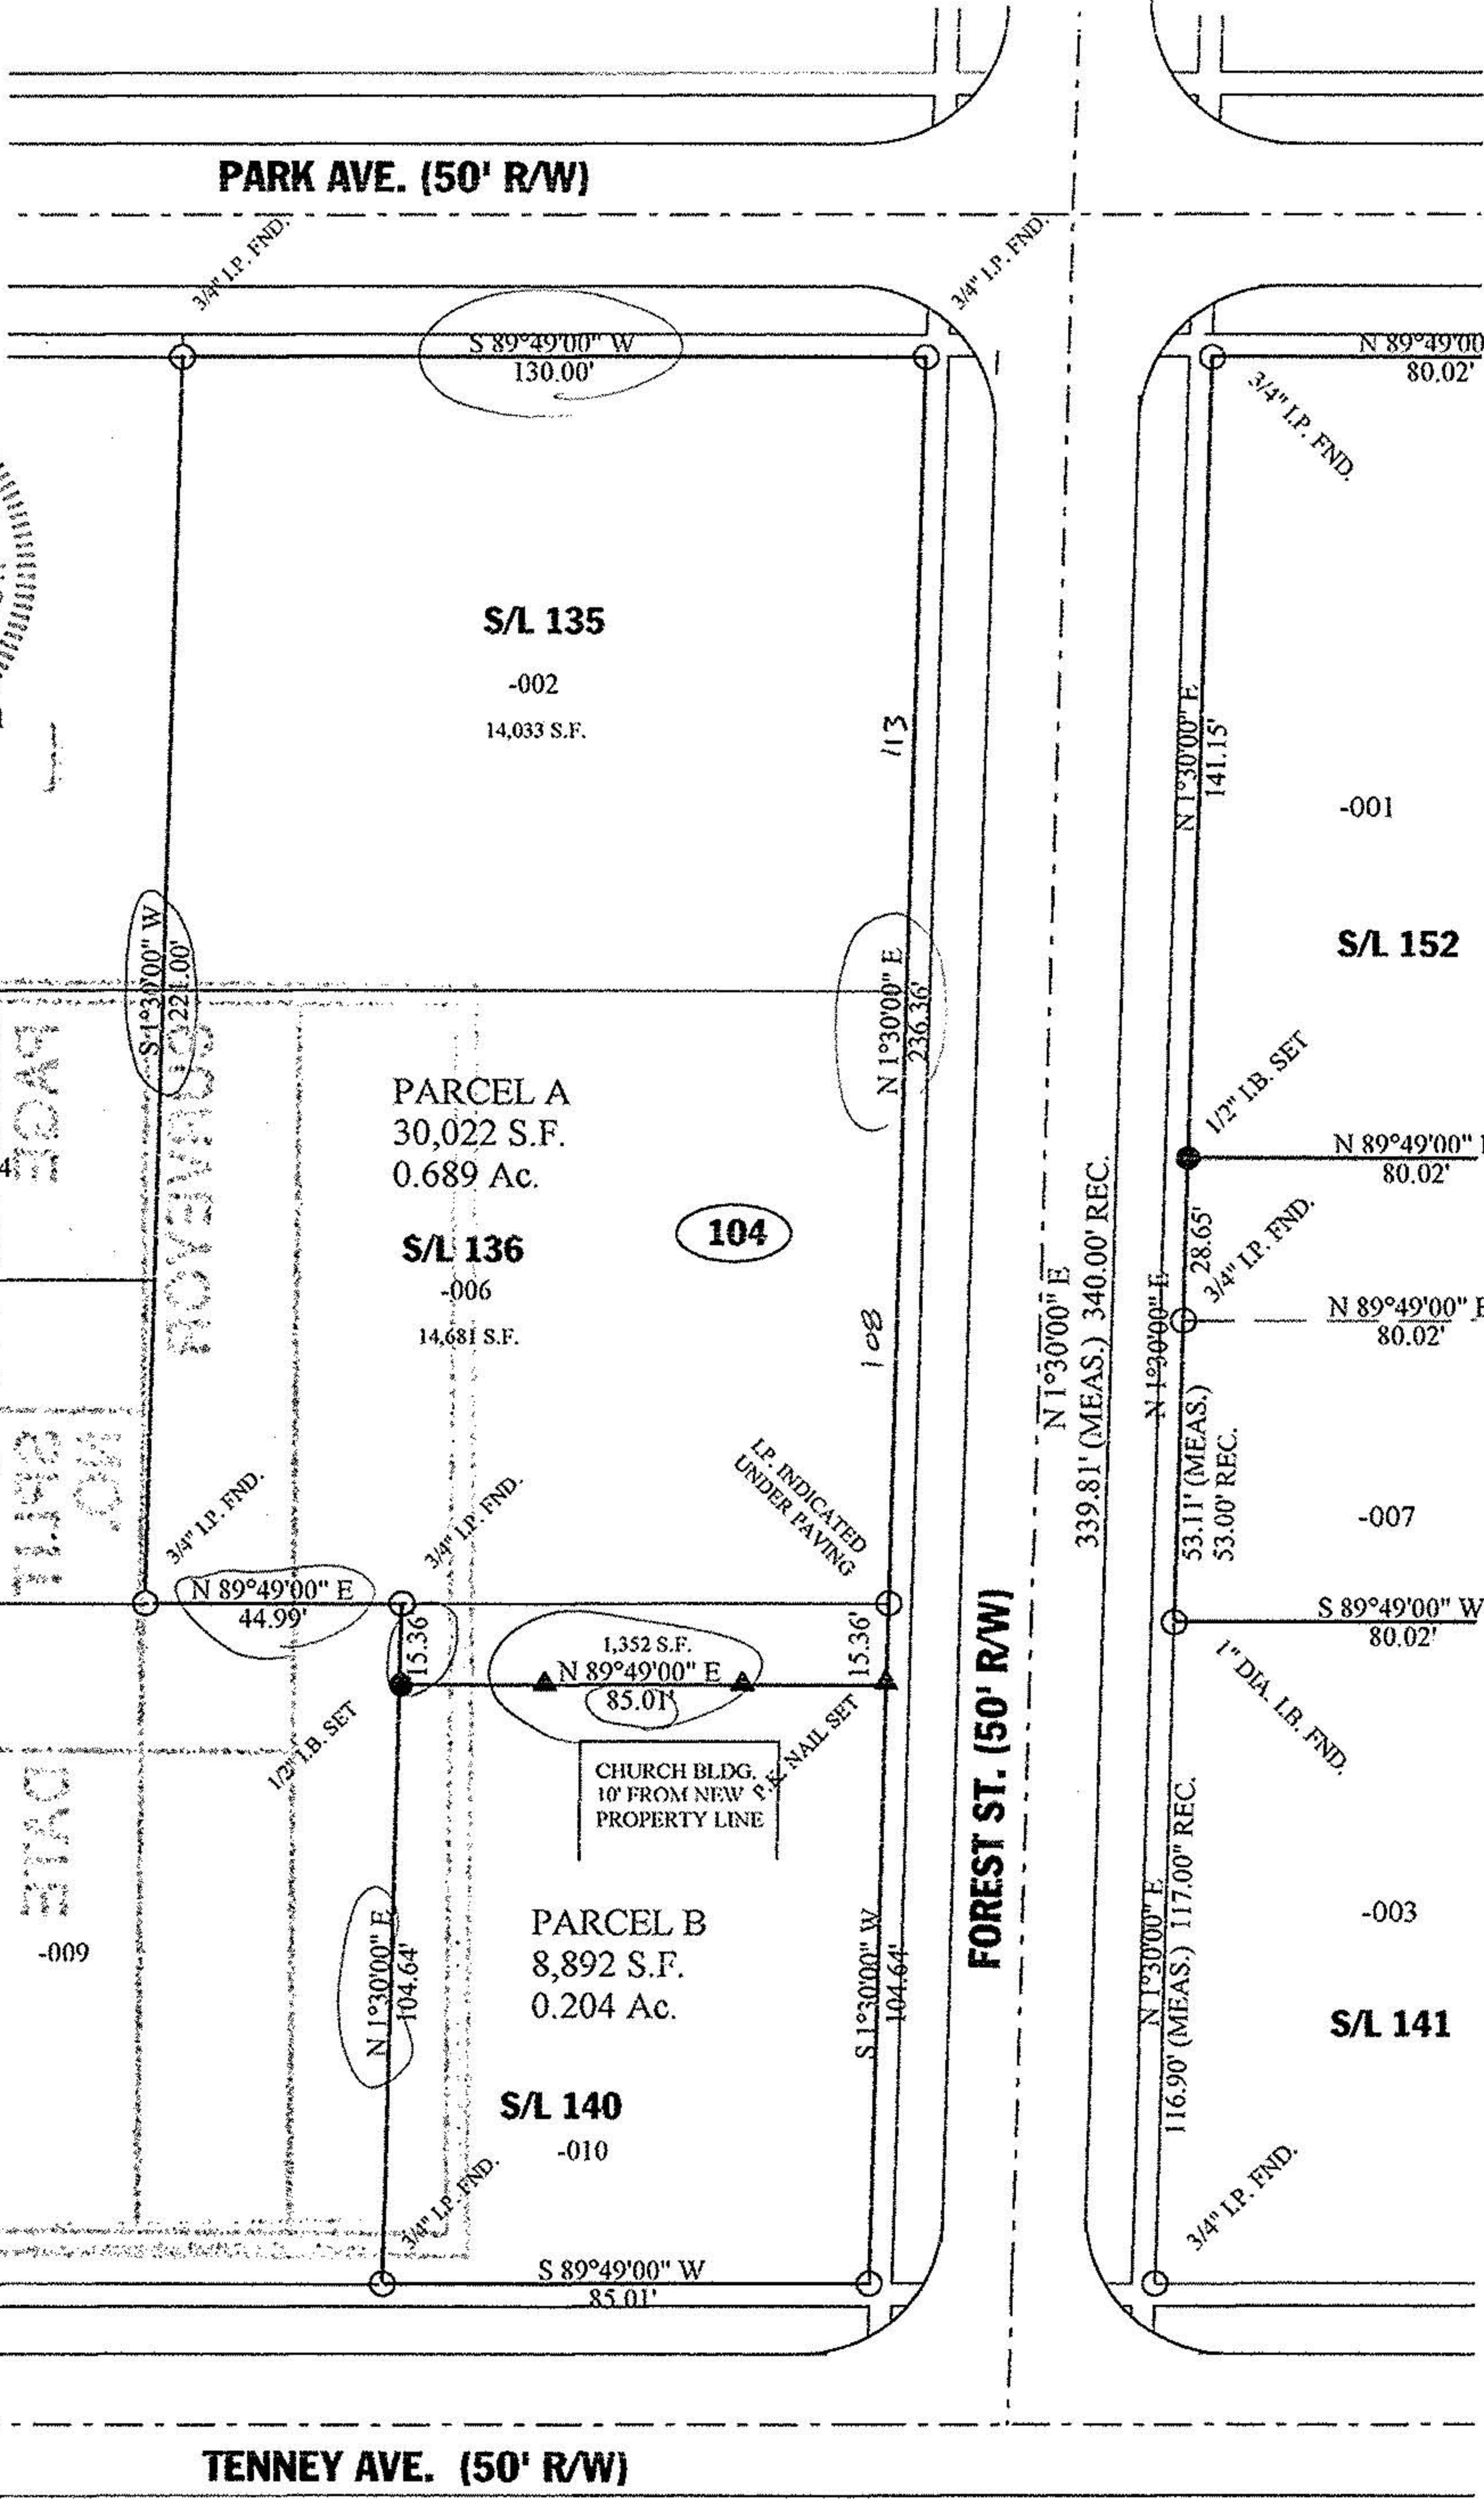 PARK AVE. (50' R/W)
3/4" I.P. FND.
3/4" I.P. FND.
S 89°49'00" W
130.00'
N 89°49'00
80.02'
3/4" I.P. FND.
S/L 135
-002
14,033 S.F.
113
N 1°30'00" E
141.15'
-001
S/L 152
S 1°30'00" W
221.00'
N 1°30'00" E
236.36'
PAGE
SURVEYOR
PARCEL A
30,022 S.F.
0.689 Ac.
1/2" I.B. SET
N 89°49'00"
80.02'
4
S/L 136
104
-006
14,681 S.F.
108
28.65'
3/4" I.P. FND.
N 89°49'00" E
80.02'
N 1°30'00" E
N 1°30'00" E
339.81' (MEAS.) 340.00' REC.
53.11' (MEAS.)
53.00' REC.
-007
SPLIT
NO.
3/4" I.P. FND.
3/4" I.P. FND.
I.P. INDICATED
UNDER PAVING
N 89°49'00" E
44.99'
15.36'
1,352 S.F.
N 89°49'00" E
85.01'
15.36'
S 89°49'00" W
80.02'
1" DIA. I.B. FND.
1/2" I.B. SET
P.K. NAIL SET
CHURCH BLDG.
10' FROM NEW
PROPERTY LINE
FOREST ST. (50' R/W)
DATE
-009
N 1°30'00" E
104.64'
PARCEL B
8,892 S.F.
0.204 Ac.
S 1°30'00" W
104.64'
N 1°30'00" E
116.90' (MEAS.) 117.00' REC.
-003
S/L 141
S/L 140
-010
3/4" I.P. FND.
3/4" I.P. FND.
S 89°49'00" W
85.01'
TENNEY AVE. (50' R/W)